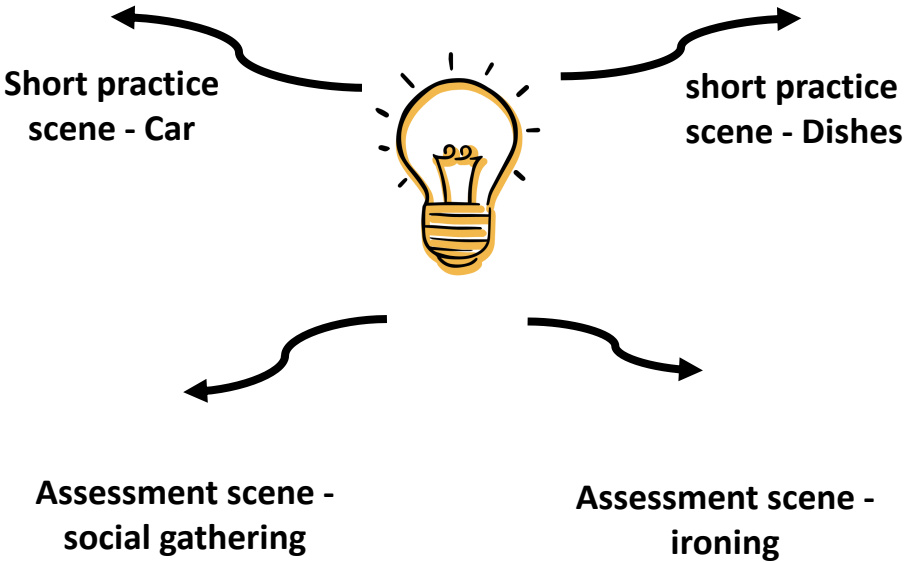 Short practice
scene - Car
short practice
scene - Dishes
Assessment scene -
social gathering
Assessment scene -
ironing